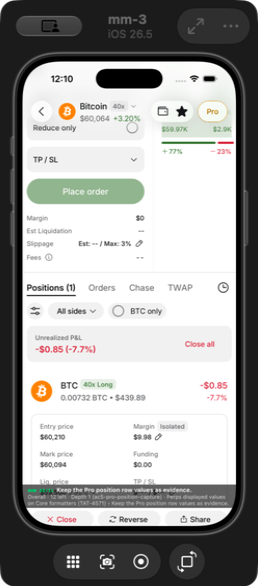 mm-3
iOS 26.5
12:10
Bitcoin 40x
$60,064 +3.20%
Pro
Reduce only
$59.97K $2.9K
+ 77% − 23%
TP / SL
Place order
Margin $0
Est Liquidation --
Slippage Est: -- / Max: 3%
Fees --
Positions (1) Orders Chase TWAP
All sides BTC only
Unrealized P&L
-$0.85 (-7.7%)
Close all
BTC 40x Long -$0.85
0.00732 BTC • $439.89 -7.7%
Entry price Margin Isolated
$60,210 $9.98
Mark price Funding
$60,094 $0.00
Liq. price TP / SL
Keep the Pro position row values as evidence.
Close Reverse Share